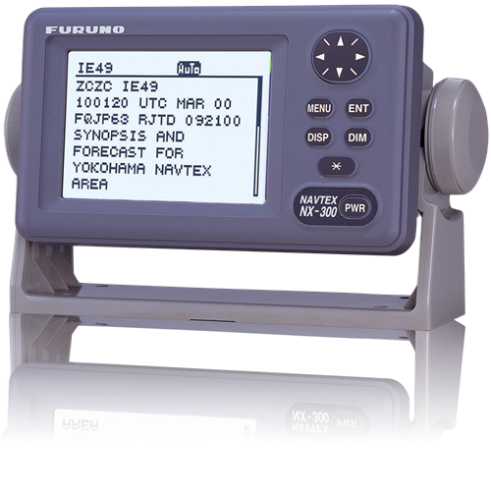 FURUNO
IE49 Auto
ZCZC IE49
100120 UTC MAR 00
FQJP63 RJTD 092100
SYNOPSIS AND
FORECAST FOR
YOKOHAMA NAVTEX
AREA
MENU ENT
DISP DIM
NAVTEX
NX-300 PWR